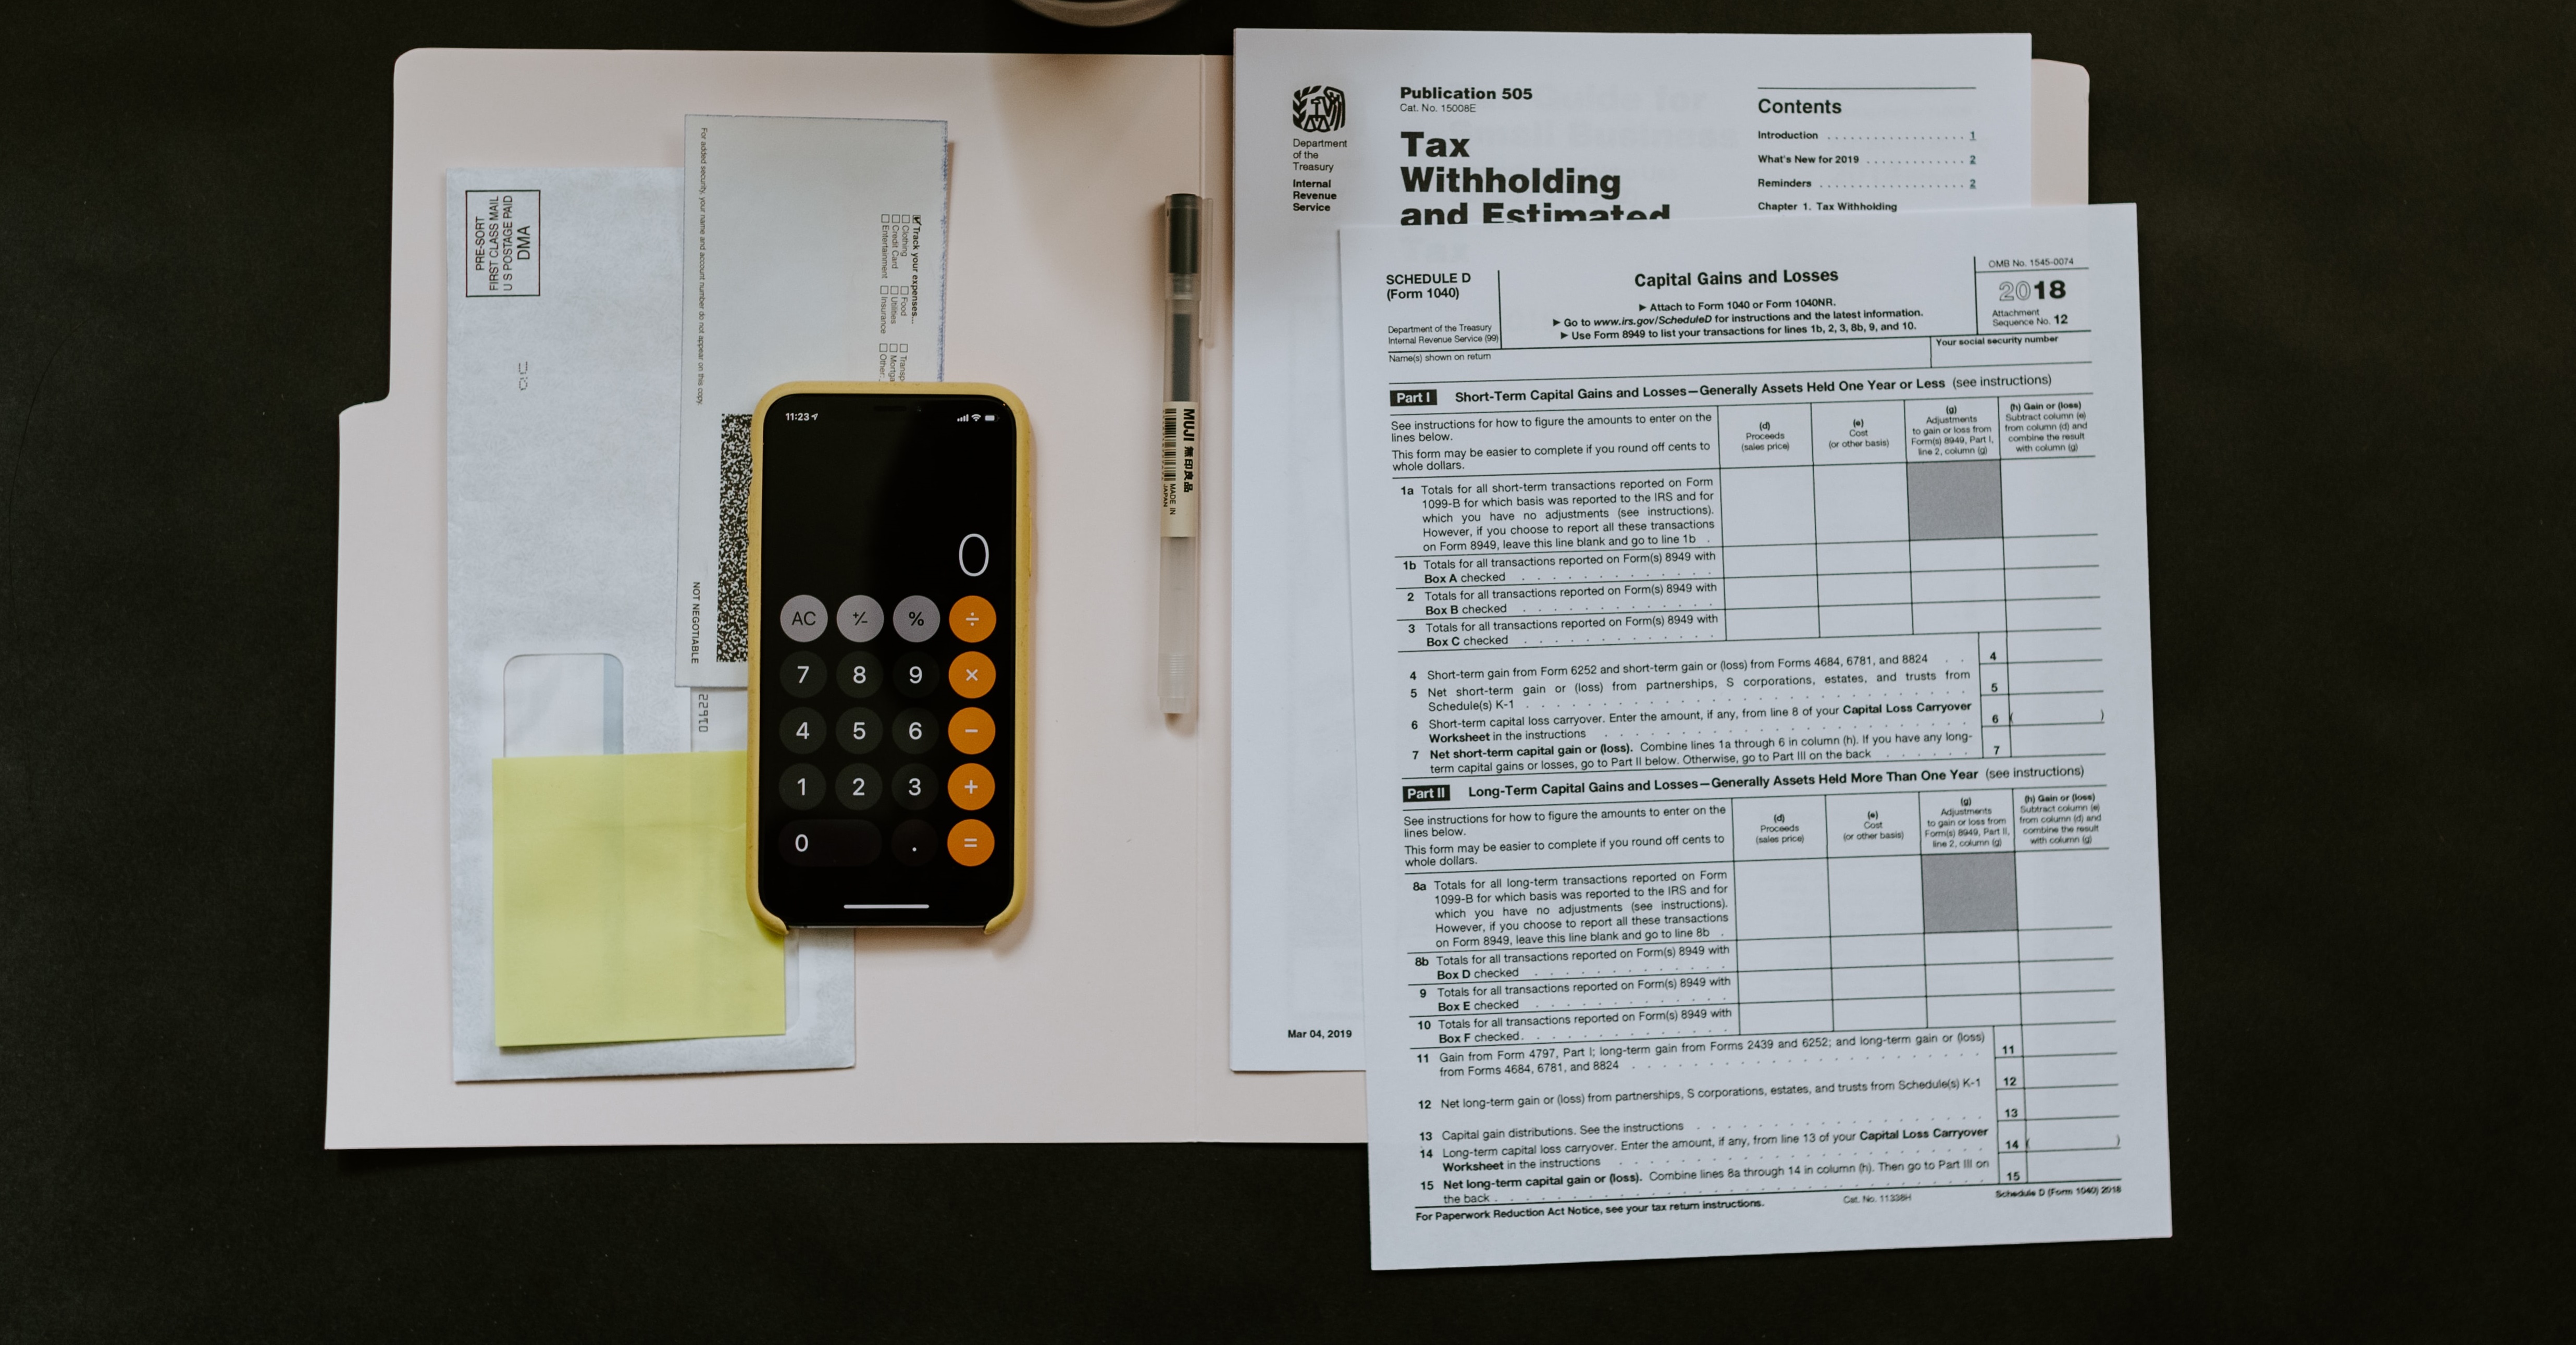 PRE-SORT
FIRST CLASS MAIL
U S POSTAGE PAID
DMA
For added security, your name and account number do not appear on this copy.
Track your expenses...
Clothing
Food
Transp
Credit Card
Utilities
Mortga
Entertainment
Insurance
Other:
NOT NEGOTIABLE
22910
11:23
0
AC
+/-
%
÷
7
8
9
×
4
5
6
−
1
2
3
+
0
.
=
MUJI 無印良品
MADE IN
JAPAN
Department
of the
Treasury
Internal
Revenue
Service
Publication 505
Cat. No. 15008E
Tax
Withholding
and Estimated
Contents
Introduction . . . . . . . . . . . . . . . . . . 1
What's New for 2019 . . . . . . . . . . . . 2
Reminders . . . . . . . . . . . . . . . . . . . 2
Chapter 1. Tax Withholding
Mar 04, 2019
SCHEDULE D
(Form 1040)
Department of the Treasury
Internal Revenue Service (99)
Capital Gains and Losses
▶ Attach to Form 1040 or Form 1040NR.
▶ Go to www.irs.gov/ScheduleD for instructions and the latest information.
▶ Use Form 8949 to list your transactions for lines 1b, 2, 3, 8b, 9, and 10.
OMB No. 1545-0074
2018
Attachment
Sequence No. 12
Name(s) shown on return
Your social security number
Part I Short-Term Capital Gains and Losses—Generally Assets Held One Year or Less (see instructions)
See instructions for how to figure the amounts to enter on the
lines below.
This form may be easier to complete if you round off cents to
whole dollars.
(d)
Proceeds
(sales price)
(e)
Cost
(or other basis)
(g)
Adjustments
to gain or loss from
Form(s) 8949, Part I,
line 2, column (g)
(h) Gain or (loss)
Subtract column (e)
from column (d) and
combine the result
with column (g)
1a Totals for all short-term transactions reported on Form
1099-B for which basis was reported to the IRS and for
which you have no adjustments (see instructions).
However, if you choose to report all these transactions
on Form 8949, leave this line blank and go to line 1b .
1b Totals for all transactions reported on Form(s) 8949 with
Box A checked . . . . . . . . . . . . .
2 Totals for all transactions reported on Form(s) 8949 with
Box B checked . . . . . . . . . . . . .
3 Totals for all transactions reported on Form(s) 8949 with
Box C checked . . . . . . . . . . . . .
4 Short-term gain from Form 6252 and short-term gain or (loss) from Forms 4684, 6781, and 8824 . . 4
5 Net short-term gain or (loss) from partnerships, S corporations, estates, and trusts from
Schedule(s) K-1 . . . . . . . . . . . . . . . . . . . . . . . 5
6 Short-term capital loss carryover. Enter the amount, if any, from line 8 of your Capital Loss Carryover
Worksheet in the instructions . . . . . . . . . . . . . . . . . . . 6 ( )
7 Net short-term capital gain or (loss). Combine lines 1a through 6 in column (h). If you have any long-
term capital gains or losses, go to Part II below. Otherwise, go to Part III on the back . . . . . . 7
Part II Long-Term Capital Gains and Losses—Generally Assets Held More Than One Year (see instructions)
See instructions for how to figure the amounts to enter on the
lines below.
This form may be easier to complete if you round off cents to
whole dollars.
(d)
Proceeds
(sales price)
(e)
Cost
(or other basis)
(g)
Adjustments
to gain or loss from
Form(s) 8949, Part II,
line 2, column (g)
(h) Gain or (loss)
Subtract column (e)
from column (d) and
combine the result
with column (g)
8a Totals for all long-term transactions reported on Form
1099-B for which basis was reported to the IRS and for
which you have no adjustments (see instructions).
However, if you choose to report all these transactions
on Form 8949, leave this line blank and go to line 8b .
8b Totals for all transactions reported on Form(s) 8949 with
Box D checked . . . . . . . . . . . . .
9 Totals for all transactions reported on Form(s) 8949 with
Box E checked . . . . . . . . . . . . .
10 Totals for all transactions reported on Form(s) 8949 with
Box F checked . . . . . . . . . . . . .
11 Gain from Form 4797, Part I; long-term gain from Forms 2439 and 6252; and long-term gain or (loss)
from Forms 4684, 6781, and 8824 . . . . . . . . . . . . . . . . . 11
12 Net long-term gain or (loss) from partnerships, S corporations, estates, and trusts from Schedule(s) K-1 12
13 Capital gain distributions. See the instructions . . . . . . . . . . . . . . 13
14 Long-term capital loss carryover. Enter the amount, if any, from line 13 of your Capital Loss Carryover
Worksheet in the instructions . . . . . . . . . . . . . . . . . . . 14 ( )
15 Net long-term capital gain or (loss). Combine lines 8a through 14 in column (h). Then go to Part III on
the back . . . . . . . . . . . . . . . . . . . . . . . . . 15
For Paperwork Reduction Act Notice, see your tax return instructions.
Cat. No. 11338H
Schedule D (Form 1040) 2018